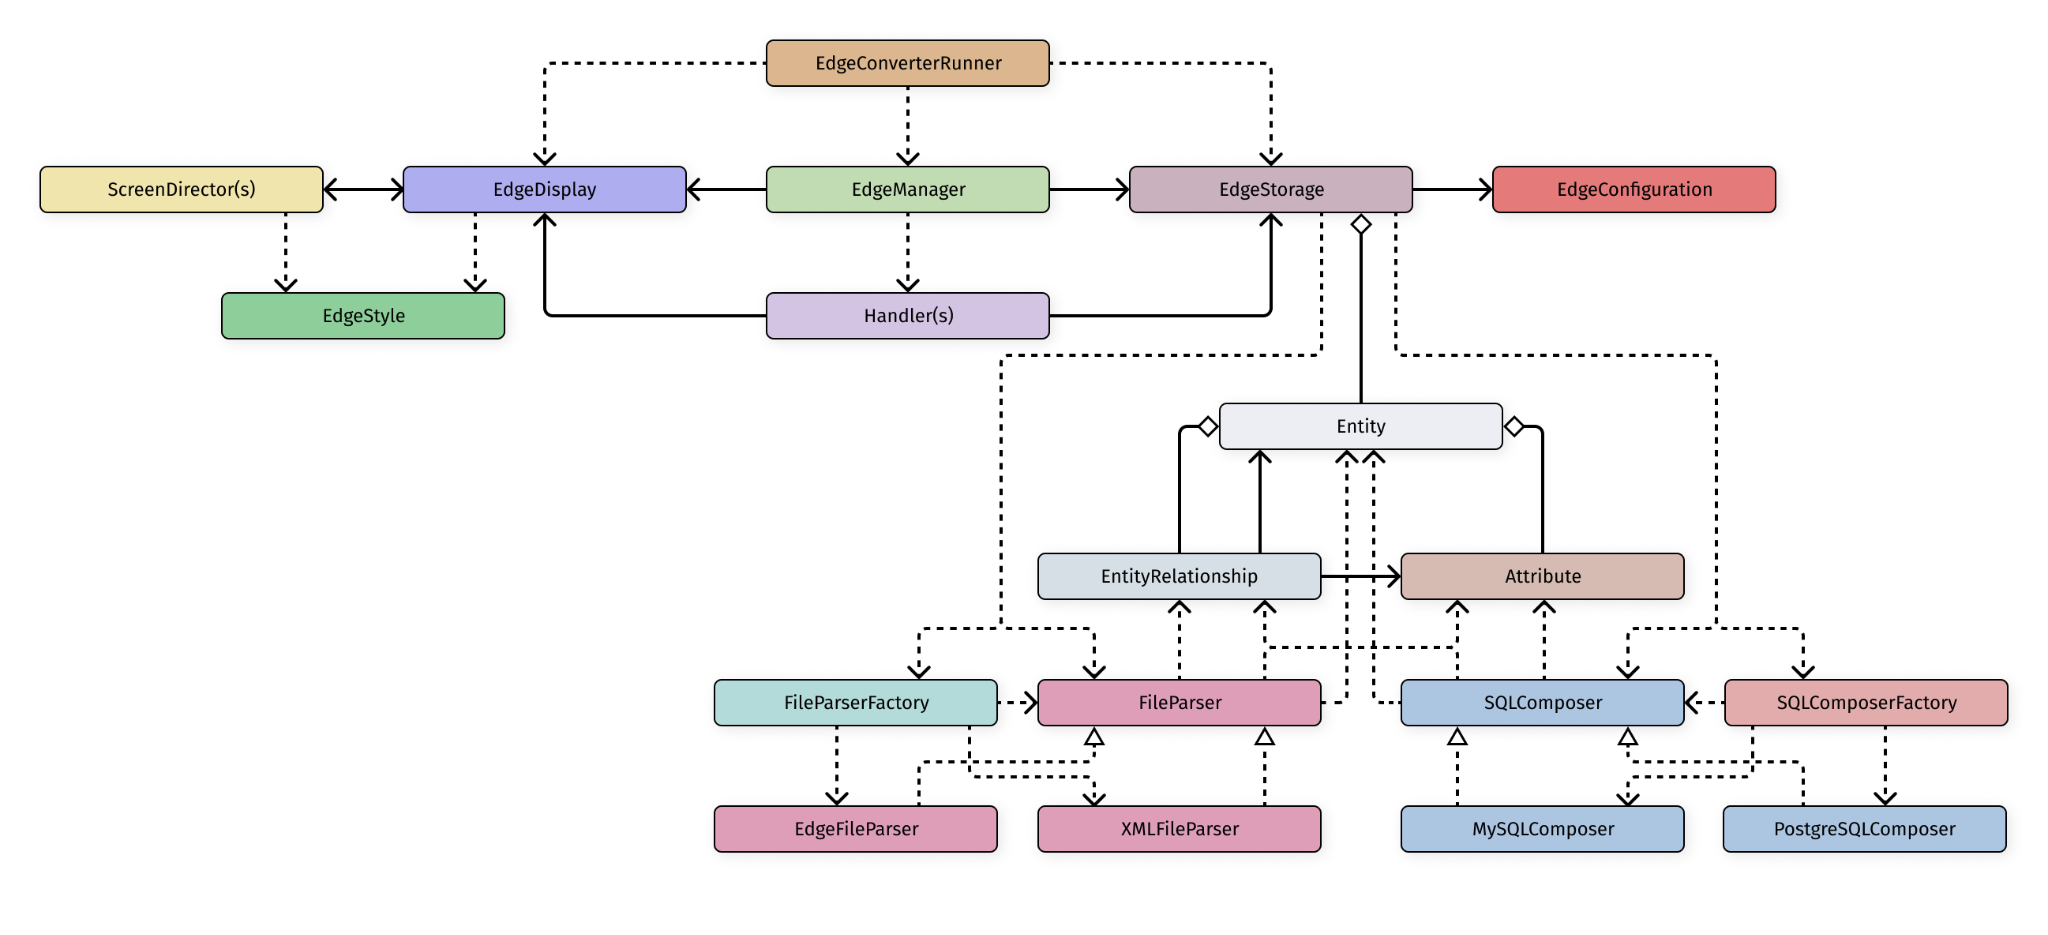 EdgeConverterRunner
ScreenDirector(s)
EdgeDisplay
EdgeManager
EdgeStorage
EdgeConfiguration
EdgeStyle
Handler(s)
Entity
EntityRelationship
Attribute
FileParserFactory
FileParser
SQLComposer
SQLComposerFactory
EdgeFileParser
XMLFileParser
MySQLComposer
PostgreSQLComposer